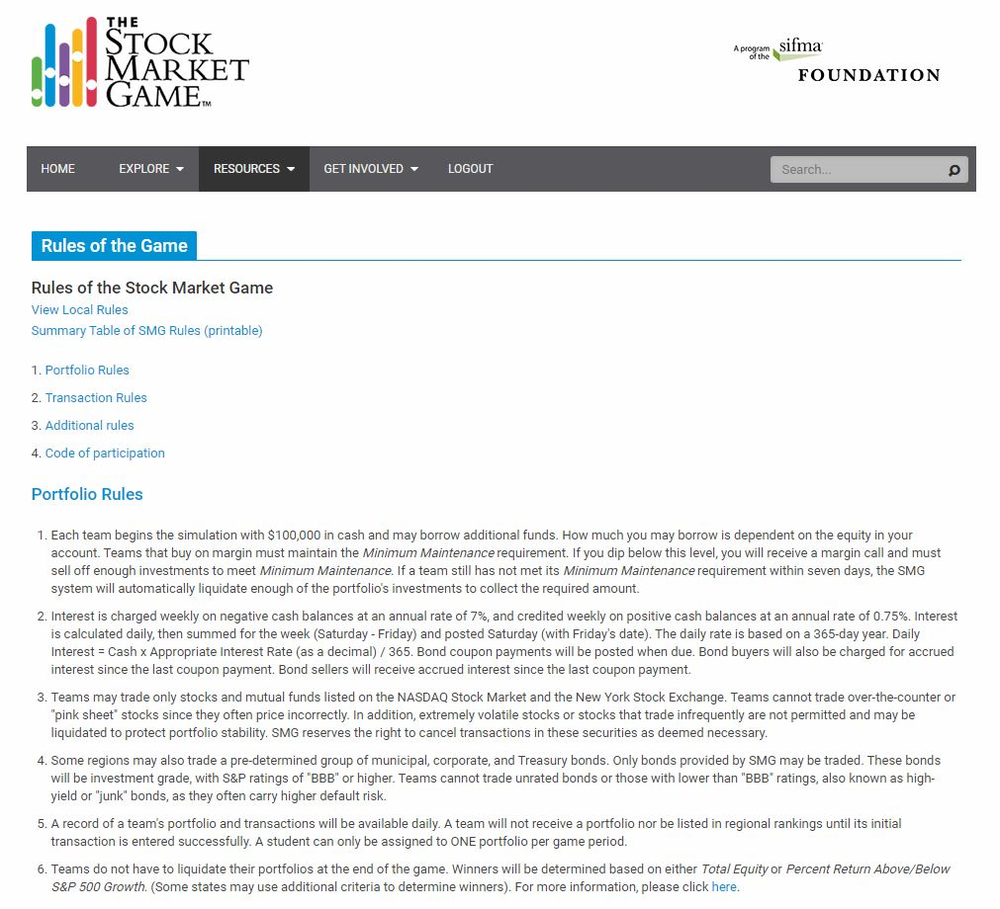 THE
STOCK
MARKET
GAME™
A program
of the
sifma
FOUNDATION
HOME
EXPLORE
RESOURCES
GET INVOLVED
LOGOUT
Search...
Rules of the Game
Rules of the Stock Market Game
View Local Rules
Summary Table of SMG Rules (printable)
1. Portfolio Rules
2. Transaction Rules
3. Additional rules
4. Code of participation
Portfolio Rules
1. Each team begins the simulation with $100,000 in cash and may borrow additional funds. How much you may borrow is dependent on the equity in your
account. Teams that buy on margin must maintain the Minimum Maintenance requirement. If you dip below this level, you will receive a margin call and must
sell off enough investments to meet Minimum Maintenance. If a team still has not met its Minimum Maintenance requirement within seven days, the SMG
system will automatically liquidate enough of the portfolio's investments to collect the required amount.
2. Interest is charged weekly on negative cash balances at an annual rate of 7%, and credited weekly on positive cash balances at an annual rate of 0.75%. Interest
is calculated daily, then summed for the week (Saturday - Friday) and posted Saturday (with Friday's date). The daily rate is based on a 365-day year. Daily
Interest = Cash x Appropriate Interest Rate (as a decimal) / 365. Bond coupon payments will be posted when due. Bond buyers will also be charged for accrued
interest since the last coupon payment. Bond sellers will receive accrued interest since the last coupon payment.
3. Teams may trade only stocks and mutual funds listed on the NASDAQ Stock Market and the New York Stock Exchange. Teams cannot trade over-the-counter or
"pink sheet" stocks since they often price incorrectly. In addition, extremely volatile stocks or stocks that trade infrequently are not permitted and may be
liquidated to protect portfolio stability. SMG reserves the right to cancel transactions in these securities as deemed necessary.
4. Some regions may also trade a pre-determined group of municipal, corporate, and Treasury bonds. Only bonds provided by SMG may be traded. These bonds
will be investment grade, with S&P ratings of "BBB" or higher. Teams cannot trade unrated bonds or those with lower than "BBB" ratings, also known as high-
yield or "junk" bonds, as they often carry higher default risk.
5. A record of a team's portfolio and transactions will be available daily. A team will not receive a portfolio nor be listed in regional rankings until its initial
transaction is entered successfully. A student can only be assigned to ONE portfolio per game period.
6. Teams do not have to liquidate their portfolios at the end of the game. Winners will be determined based on either Total Equity or Percent Return Above/Below
S&P 500 Growth. (Some states may use additional criteria to determine winners). For more information, please click here.